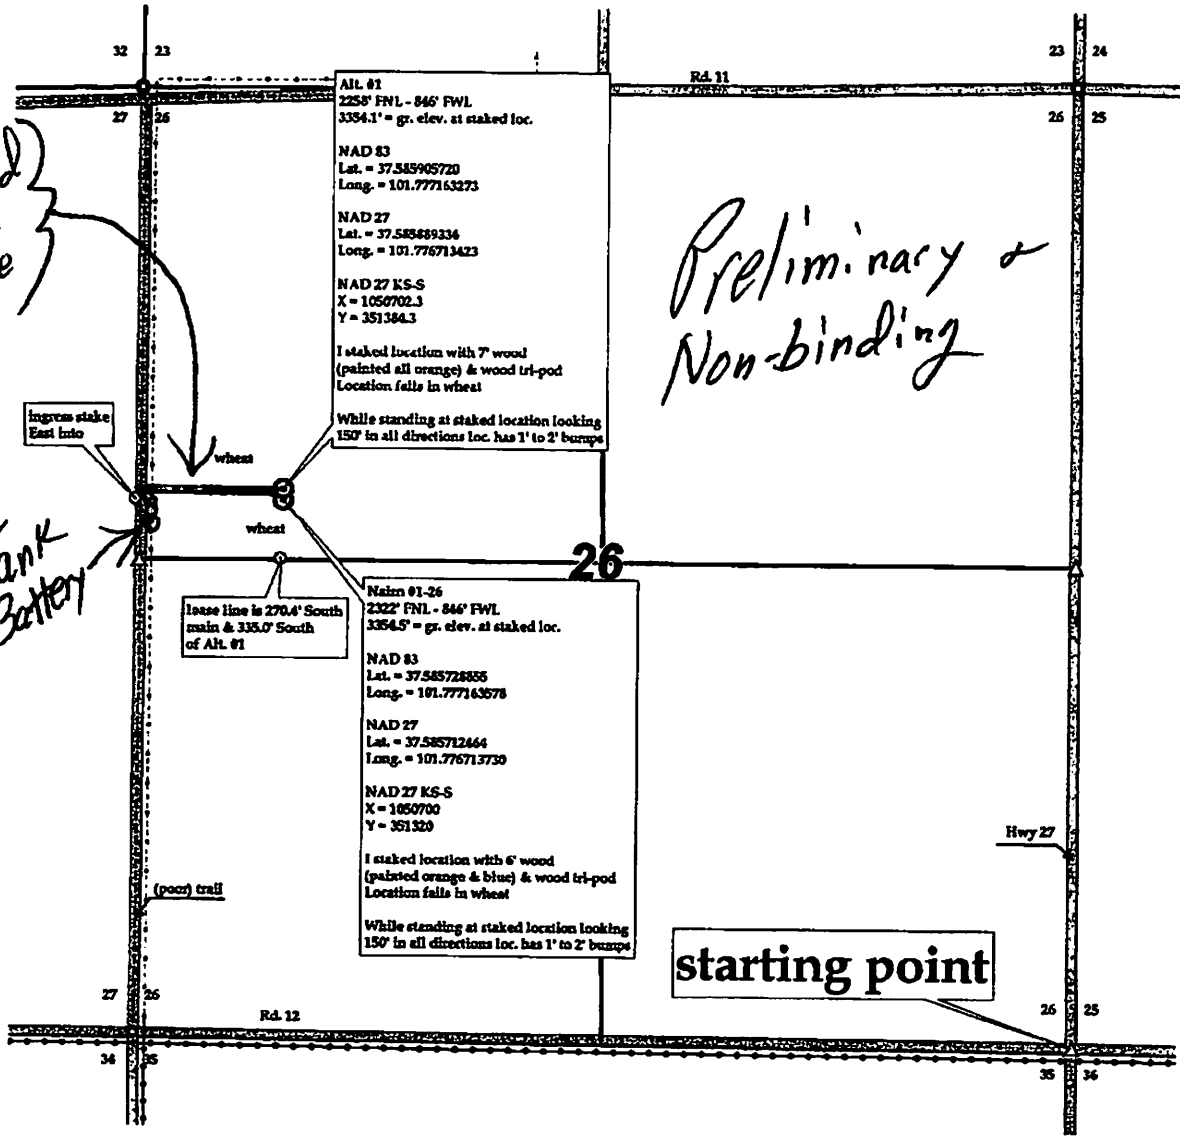 32 23
23 24
Rd. 11
27 26
26 25
Alt. #1
2258' FNL - 846' FWL
3354.1' = gr. elev. at staked loc.
NAD 83
Lat. = 37.585905720
Long. = 101.777163273
NAD 27
Lat. = 37.585889334
Long. = 101.776713423
NAD 27 KS-S
X = 1050702.3
Y = 351384.3
I staked location with 7' wood
(painted all orange) & wood tri-pod
Location falls in wheat
While standing at staked location looking
150' in all directions loc. has 1' to 2' bumps
Preliminary &
Non-binding
ingress stake
East into
wheat
wheat
Tank
Battery
26
lease line is 270.4' South
main & 335.0' South
of Alt. #1
Nairn #1-26
2322' FNL - 846' FWL
3354.5' = gr. elev. at staked loc.
NAD 83
Lat. = 37.585728855
Long. = 101.777163578
NAD 27
Lat. = 37.585712464
Long. = 101.776713730
NAD 27 KS-S
X = 1050700
Y = 351320
I staked location with 6' wood
(painted orange & blue) & wood tri-pod
Location falls in wheat
While standing at staked location looking
150' in all directions loc. has 1' to 2' bumps
Hwy 27
(poor) trail
starting point
27 26
Rd. 12
26 25
34 35
35 36